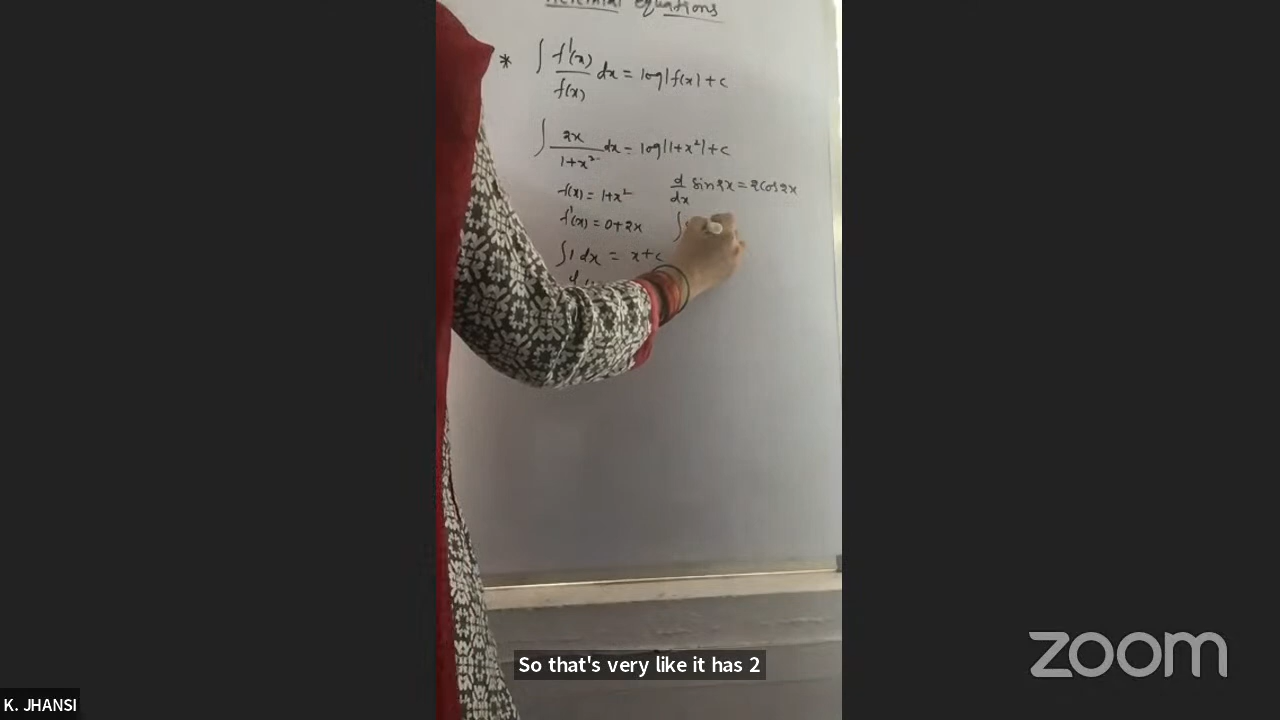 equations
* ∫ f'(x)/f(x) dx = log|f(x)| + c
∫ 2x/1+x² dx = log|1+x²| + c
f(x) = 1+x²
f'(x) = 0+2x
∫1 dx = x+c
d/dx sin2x = 2cos2x
∫
So that's very like it has 2
K. JHANSI
zoom